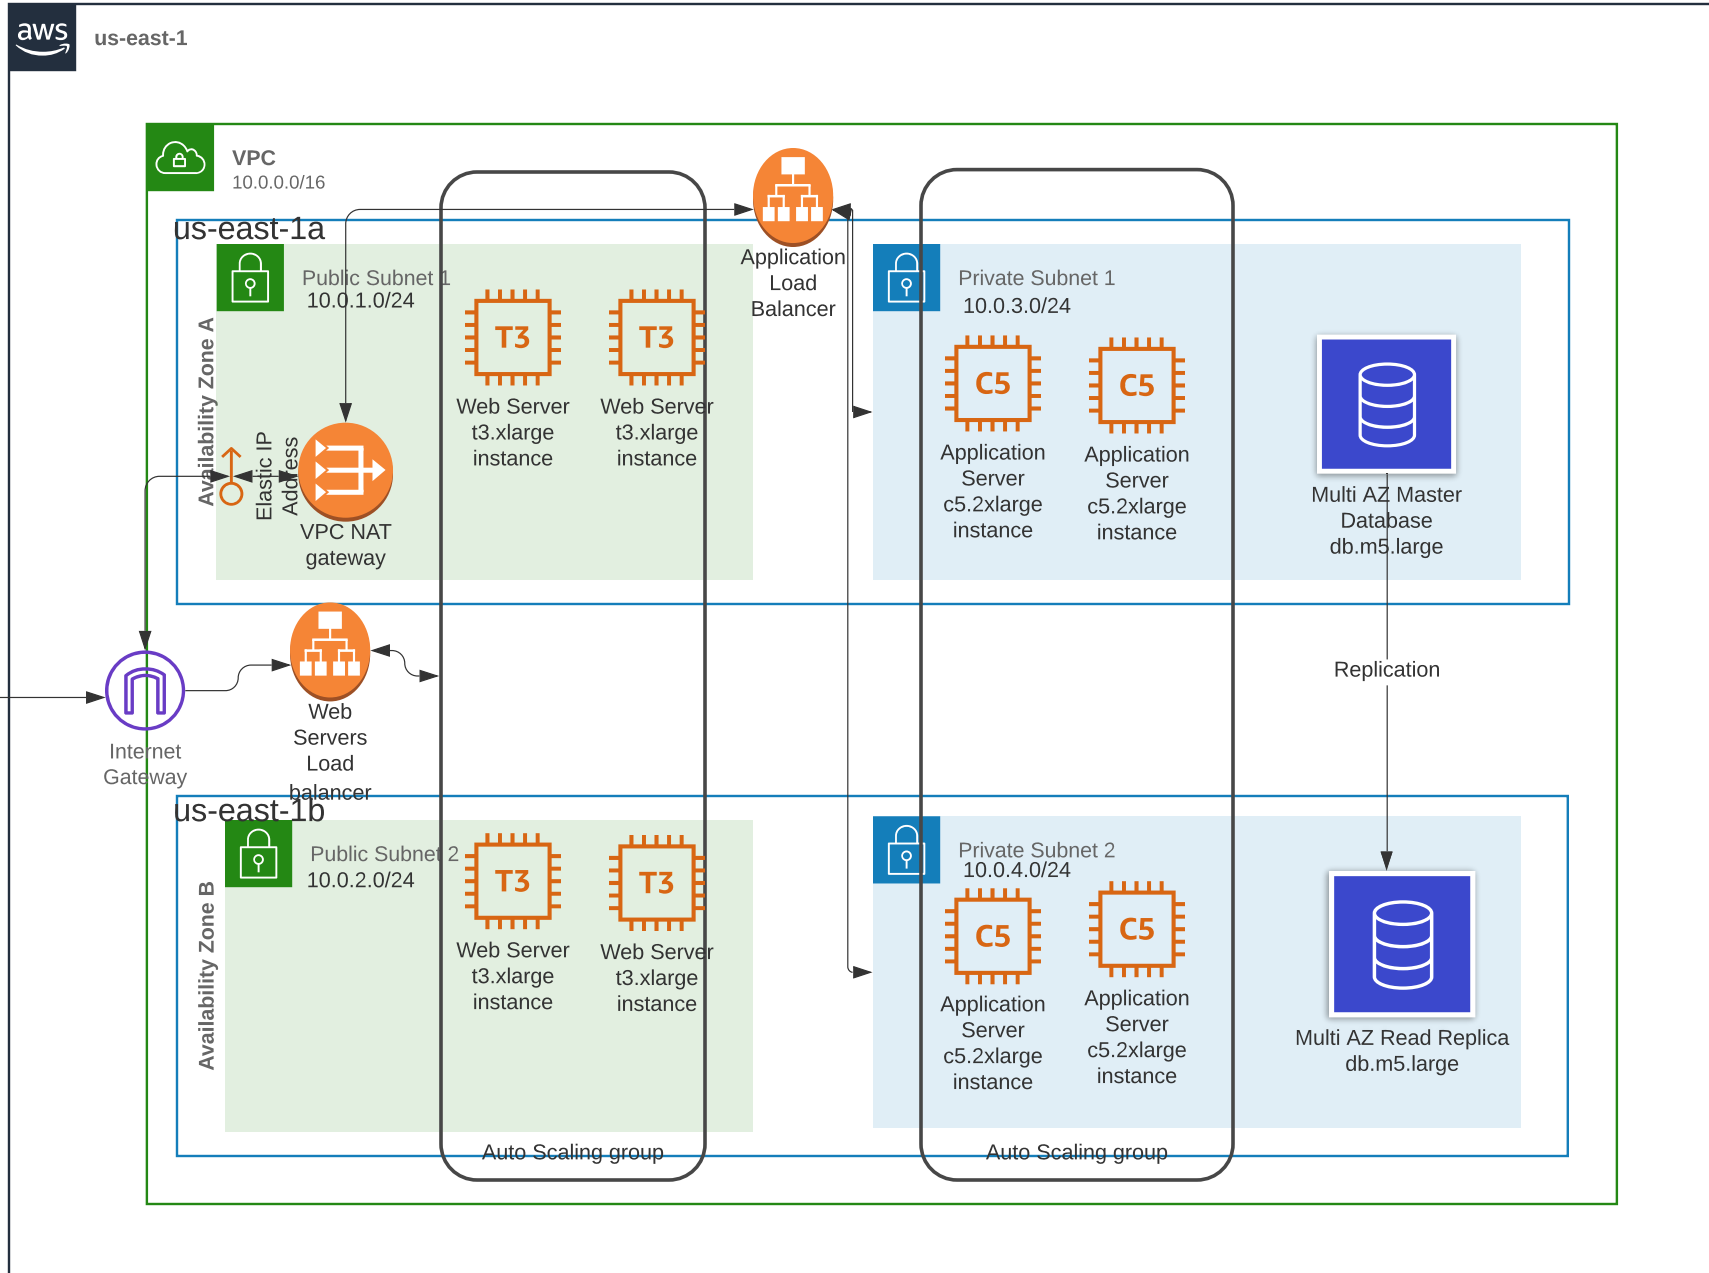 aws
us-east-1
VPC
10.0.0.0/16
us-east-1a
Public Subnet 1
10.0.1.0/24
Availability Zone A
Elastic IP
Address
VPC NAT
gateway
T3
Web Server
t3.xlarge
instance
T3
Web Server
t3.xlarge
instance
Application
Load
Balancer
Private Subnet 1
10.0.3.0/24
C5
Application
Server
c5.2xlarge
instance
C5
Application
Server
c5.2xlarge
instance
Multi AZ Master
Database
db.m5.large
Internet
Gateway
Web
Servers
Load
balancer
Replication
us-east-1b
Public Subnet 2
10.0.2.0/24
Availability Zone B
T3
Web Server
t3.xlarge
instance
T3
Web Server
t3.xlarge
instance
Private Subnet 2
10.0.4.0/24
C5
Application
Server
c5.2xlarge
instance
C5
Application
Server
c5.2xlarge
instance
Multi AZ Read Replica
db.m5.large
Auto Scaling group
Auto Scaling group